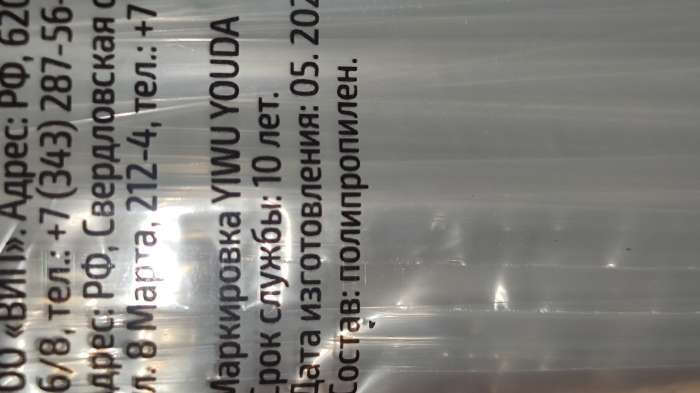 ОО «ВИП». Адрес: РФ, 620
6/8, тел.: +7 (343) 287-56-
дрес: РФ, Свердловская о
л. 8 Марта, 212-4, тел.: +7
Маркировка YIWU YOUDA
Срок службы: 10 лет.
Дата изготовления: 05. 202
Состав: полипропилен.